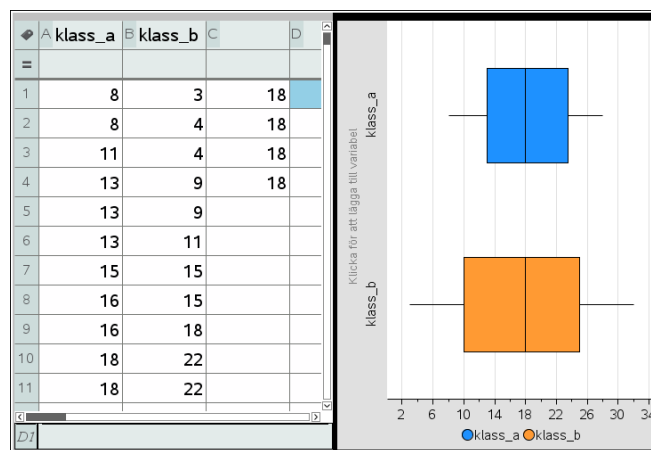 A klass_a B klass_b C D
=
1 8 3 18
2 8 4 18
3 11 4 18
4 13 9 18
5 13 9
6 13 11
7 15 15
8 16 15
9 16 18
10 18 22
11 18 22
D1
Klicka för att lägga till variabel
klass_a
klass_b
2 6 10 14 18 22 26 30 34
klass_a klass_b